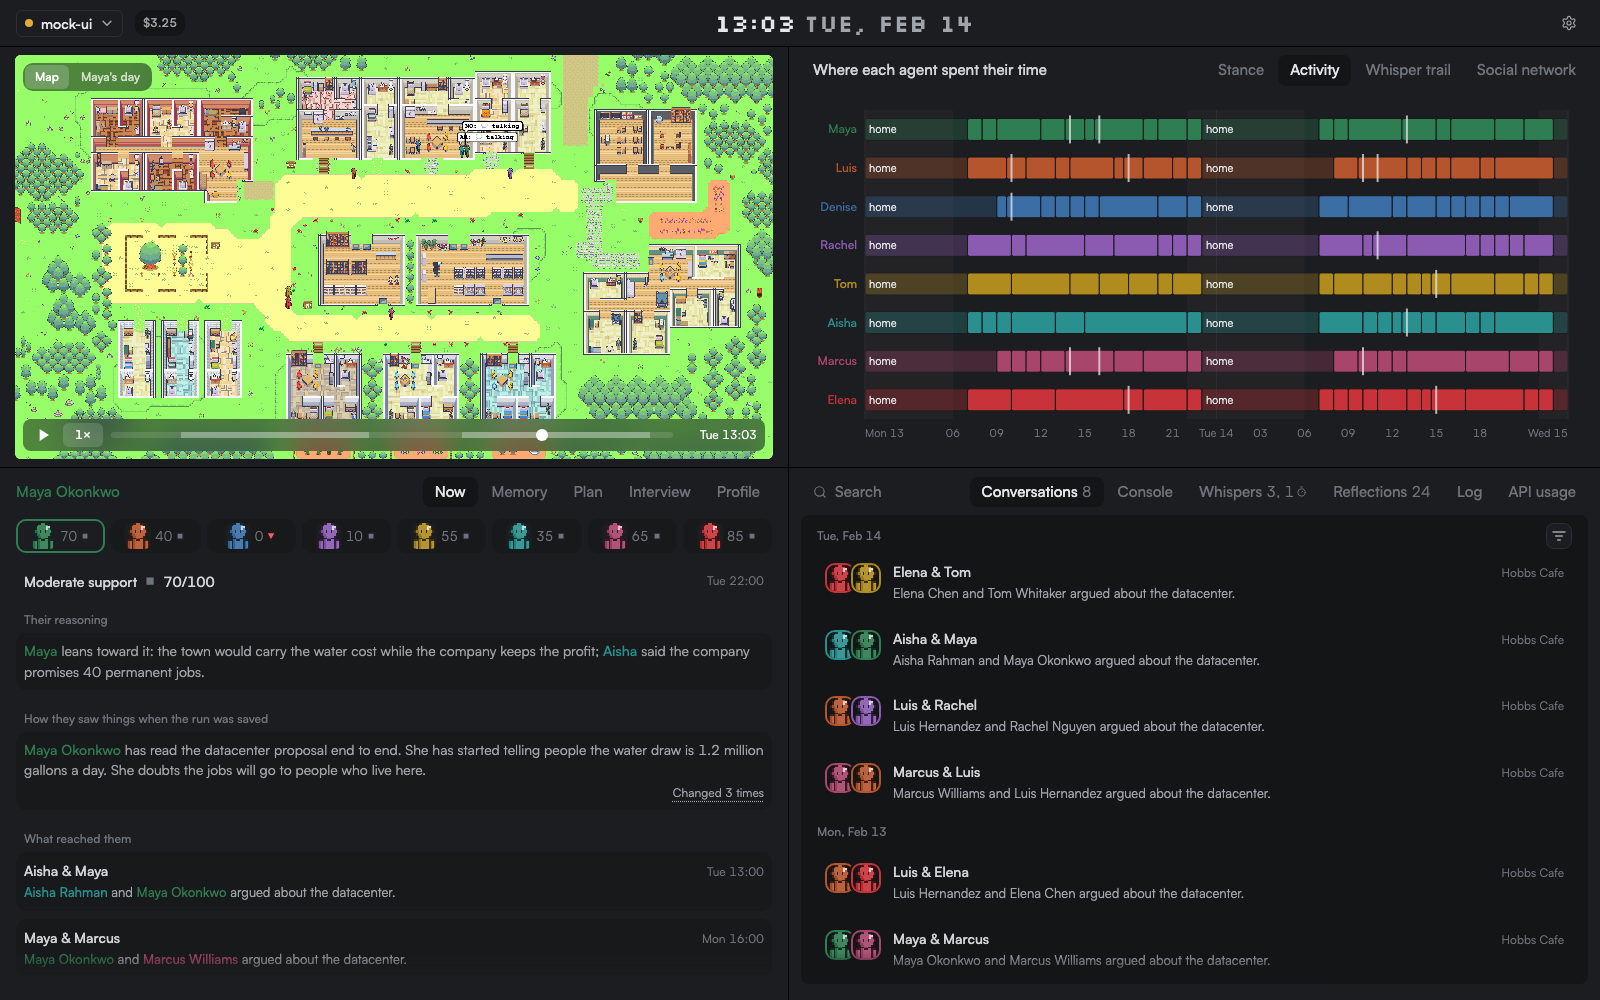 mock-ui
$3.25
13:03 TUE, FEB 14
Map
Maya's day
talking
talking
1×
Tue 13:03
Where each agent spent their time
Stance
Activity
Whisper trail
Social network
Maya
home
home
Luis
home
home
Denise
home
home
Rachel
home
home
Tom
home
home
Aisha
home
home
Marcus
home
home
Elena
home
home
Mon 13
06
09
12
15
18
21
Tue 14
03
06
09
12
15
18
Wed 15
Maya Okonkwo
Now
Memory
Plan
Interview
Profile
70
40
0
10
55
35
65
85
Moderate support 70/100
Tue 22:00
Their reasoning
Maya leans toward it: the town would carry the water cost while the company keeps the profit; Aisha said the company
promises 40 permanent jobs.
How they saw things when the run was saved
Maya Okonkwo has read the datacenter proposal end to end. She has started telling people the water draw is 1.2 million
gallons a day. She doubts the jobs will go to people who live here.
Changed 3 times
What reached them
Aisha & Maya
Tue 13:00
Aisha Rahman and Maya Okonkwo argued about the datacenter.
Maya & Marcus
Mon 16:00
Maya Okonkwo and Marcus Williams argued about the datacenter.
Search
Conversations 8
Console
Whispers 3, 1
Reflections 24
Log
API usage
Tue, Feb 14
Elena & Tom
Hobbs Cafe
Elena Chen and Tom Whitaker argued about the datacenter.
Aisha & Maya
Hobbs Cafe
Aisha Rahman and Maya Okonkwo argued about the datacenter.
Luis & Rachel
Hobbs Cafe
Luis Hernandez and Rachel Nguyen argued about the datacenter.
Marcus & Luis
Hobbs Cafe
Marcus Williams and Luis Hernandez argued about the datacenter.
Mon, Feb 13
Luis & Elena
Hobbs Cafe
Luis Hernandez and Elena Chen argued about the datacenter.
Maya & Marcus
Hobbs Cafe
Maya Okonkwo and Marcus Williams argued about the datacenter.